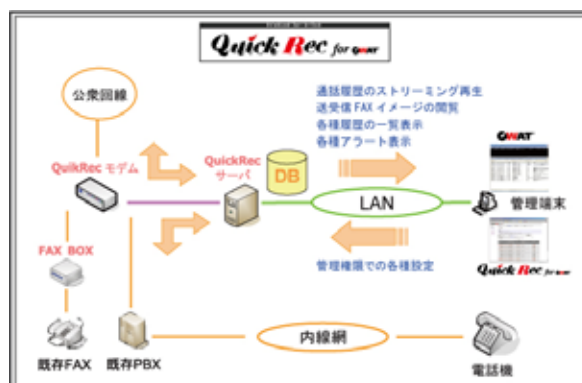 Quick Rec for QWAT
公衆回線
通話履歴のストリーミング再生
送受信FAXイメージの閲覧
各種履歴の一覧表示
各種アラート表示
QuikRec モデム
QuickRec
サーバ
DB
QWAT
LAN
管理端末
FAX BOX
管理権限での各種設定
Quick Rec for QWAT
既存FAX
既存PBX
内線網
電話機